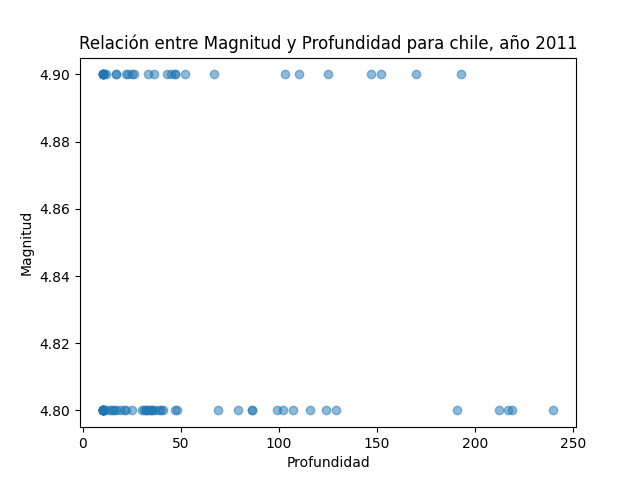 Relación entre Magnitud y Profundidad para chile, año 2011
4.90
4.88
4.86
4.84
4.82
4.80
Magnitud
0 50 100 150 200 250
Profundidad